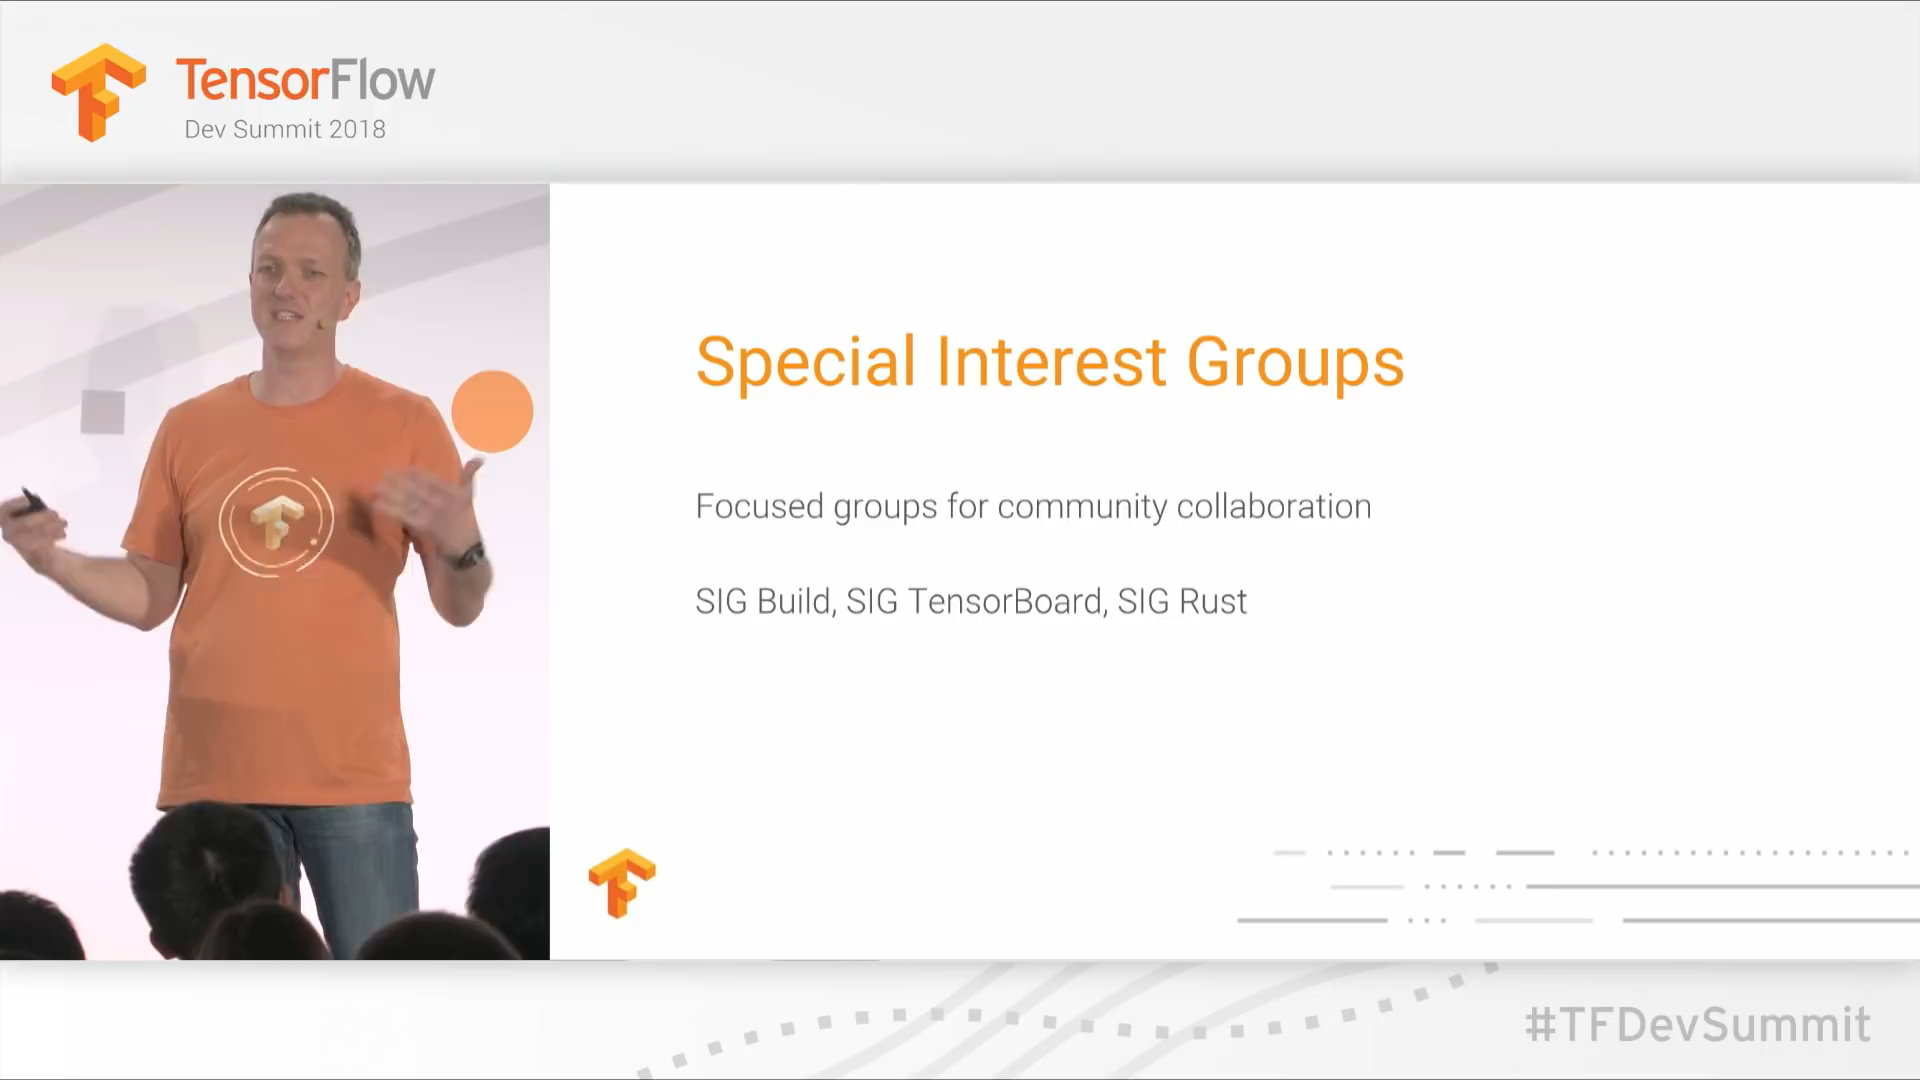 TensorFlow
Dev Summit 2018
Special Interest Groups
Focused groups for community collaboration
SIG Build, SIG TensorBoard, SIG Rust
#TFDevSummit